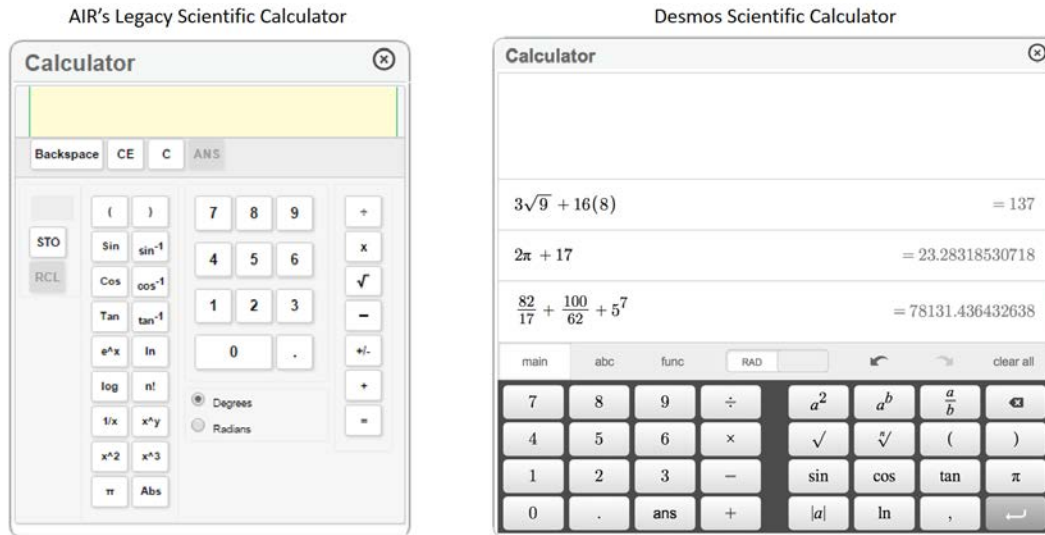 AIR's Legacy Scientific Calculator
Calculator
Backspace CE C ANS
( ) 7 8 9 ÷
STO Sin sin⁻¹ 4 5 6 x
RCL Cos cos⁻¹ √
Tan tan⁻¹ 1 2 3 −
e^x ln 0 . +/-
log n! Degrees +
1/x x^y Radians =
x^2 x^3
π Abs
Desmos Scientific Calculator
Calculator
3√9 + 16(8) = 137
2π + 17 = 23.28318530718
82/17 + 100/62 + 5⁷ = 78131.436432638
main abc func RAD clear all
7 8 9 ÷ a² aᵇ a/b
4 5 6 × √ ⁿ√ ( )
1 2 3 − sin cos tan π
0 . ans + |a| ln ,